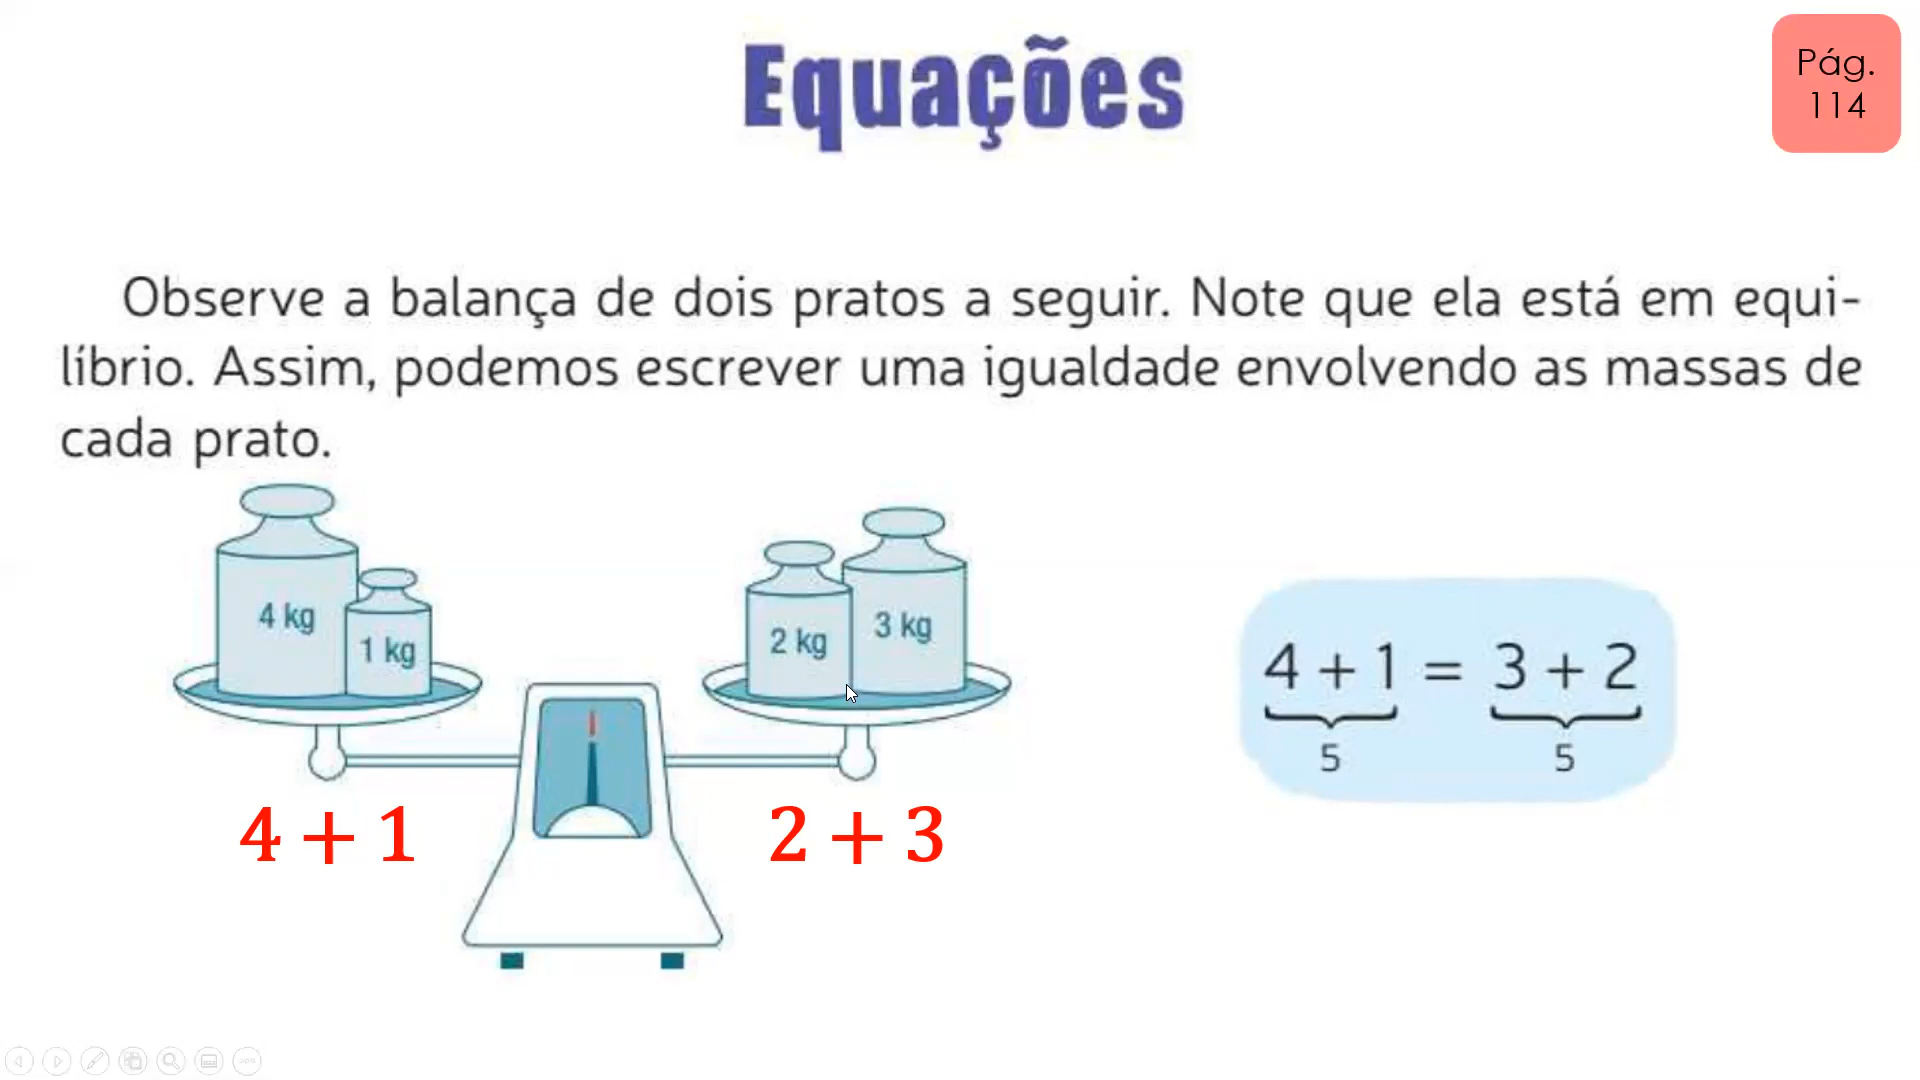 Equações
Pág.
114
Observe a balança de dois pratos a seguir. Note que ela está em equi-
líbrio. Assim, podemos escrever uma igualdade envolvendo as massas de
cada prato.
4 kg
1 kg
2 kg
3 kg
4 + 1 = 3 + 2
5 5
4 + 1
2 + 3